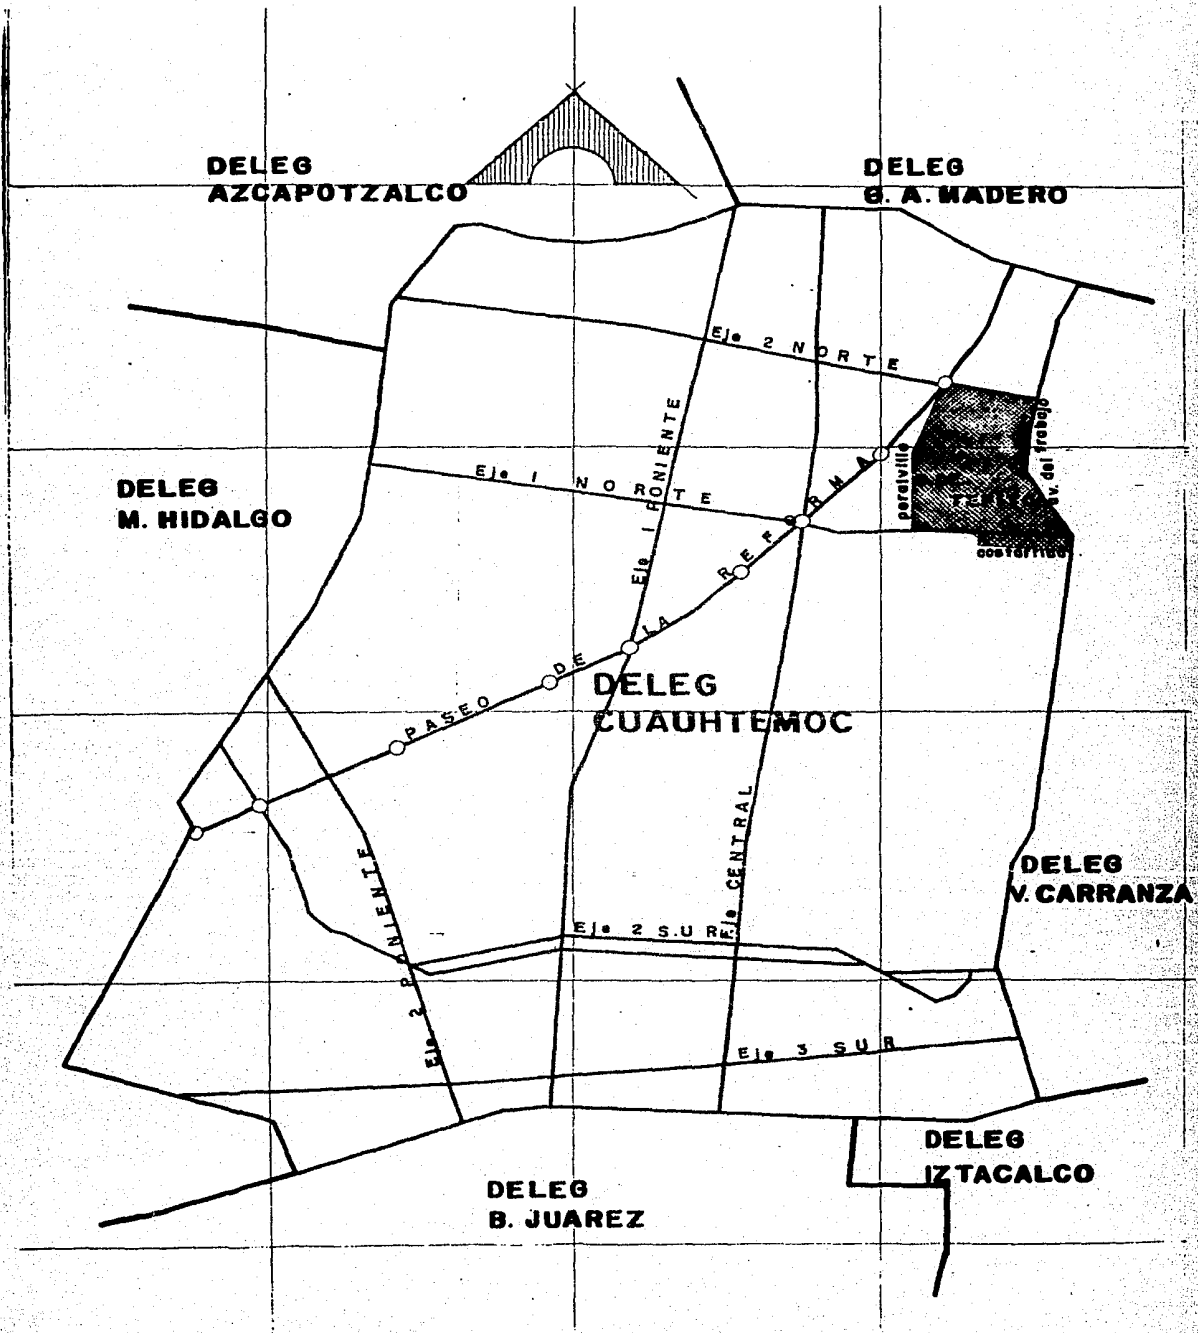 DELEG
AZCAPOTZALCO
DELEG
G. A. MADERO
Eje 2 NORTE
Eje 1 PONIENTE
Eje 1 NORTE
DELEG
M. HIDALGO
peralvillo
av. del trabajo
PASEO DE LA REFORMA
DELEG
CUAUHTEMOC
Eje CENTRAL
Eje 2 PONIENTE
DELEG
V. CARRANZA
Eje 2 SUR
Eje 3 SUR
DELEG
IZTACALCO
DELEG
B. JUAREZ